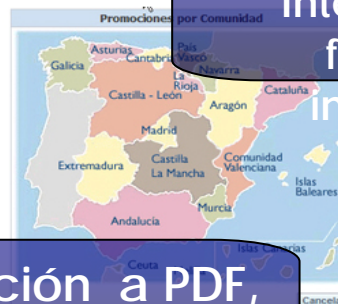 Promociones por Comunidad
Asturias
Cantabria
País
Vasco
Galicia
Navarra
La
Rioja
Castilla - León
Cataluña
Aragón
Madrid
Extremadura
Castilla
La Mancha
Comunidad
Valenciana
Islas
Baleares
Murcia
Andalucía
Islas Canarias
Ceuta
ción a PDF,